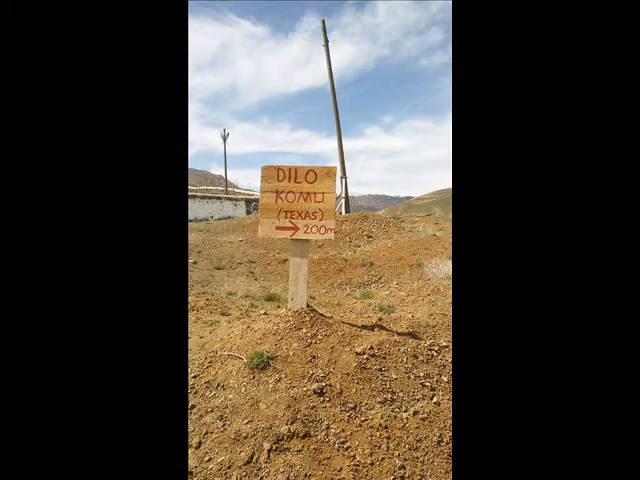 DILO
KOMU
(TEXAS)
→ 200m